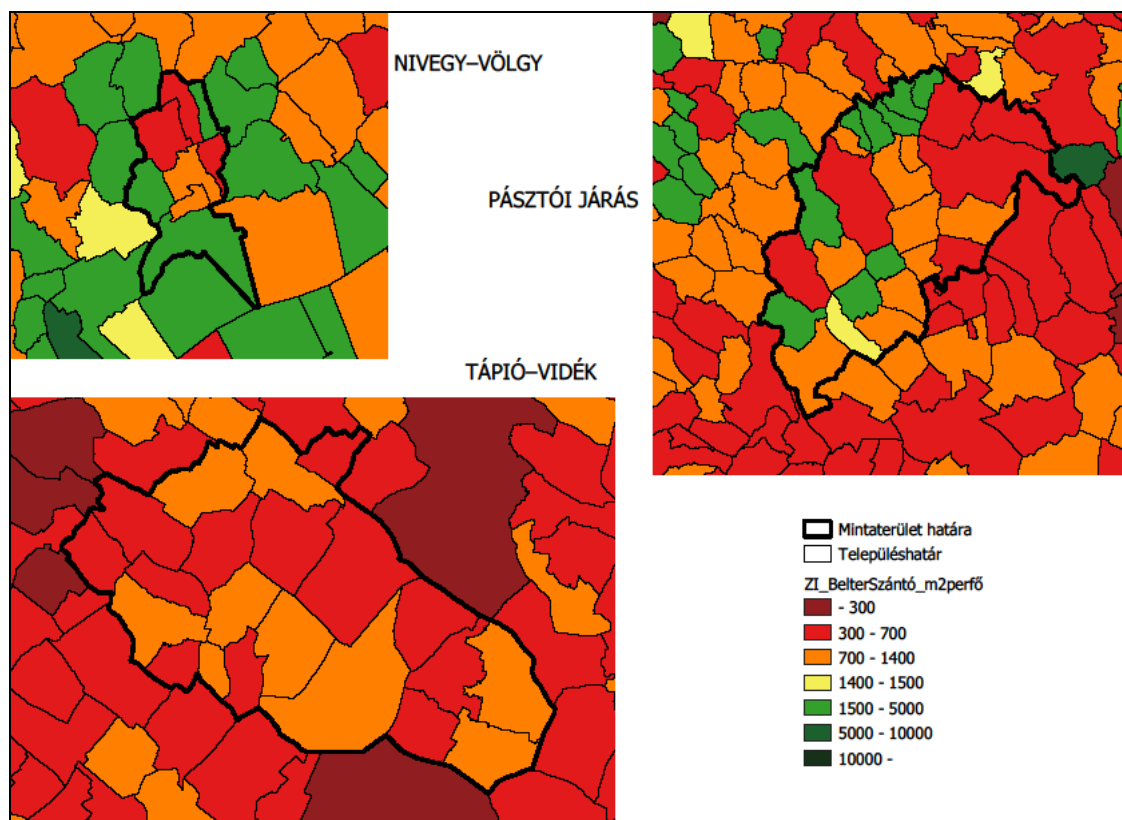 NIVEGY–VÖLGY
PÁSZTÓI JÁRÁS
TÁPIÓ–VIDÉK
Mintaterület határa
Településhatár
ZI_BelterSzántó_m2perfő
- 300
300 - 700
700 - 1400
1400 - 1500
1500 - 5000
5000 - 10000
10000 -